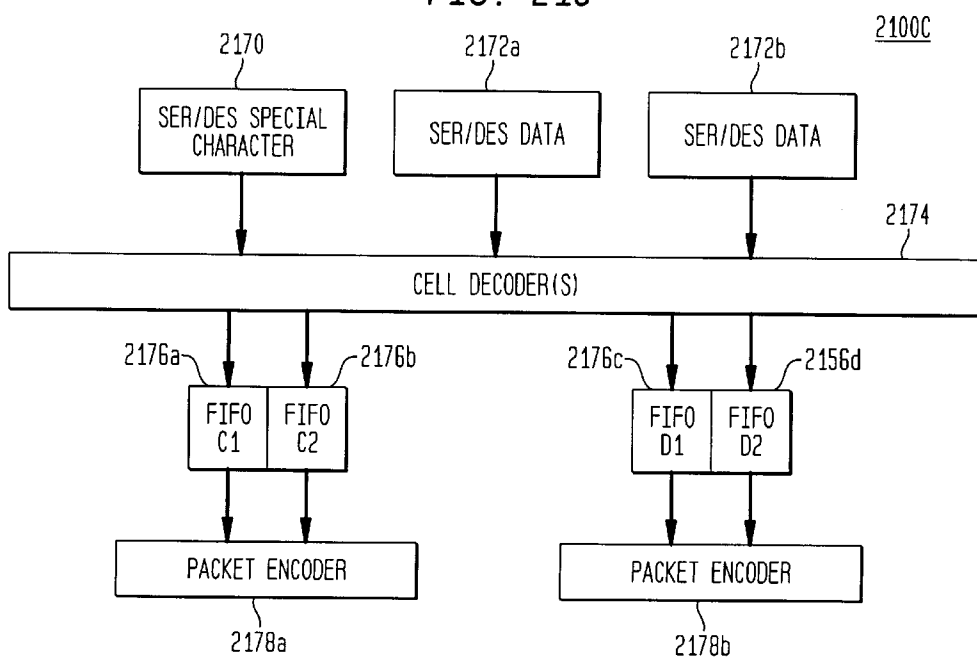 2100C
2170
2172a
2172b
SER/DES SPECIAL
CHARACTER
SER/DES DATA
SER/DES DATA
2174
CELL DECODER(S)
2176a
2176b
2176c
2156d
FIFO
C1
FIFO
C2
FIFO
D1
FIFO
D2
PACKET ENCODER
PACKET ENCODER
2178a
2178b